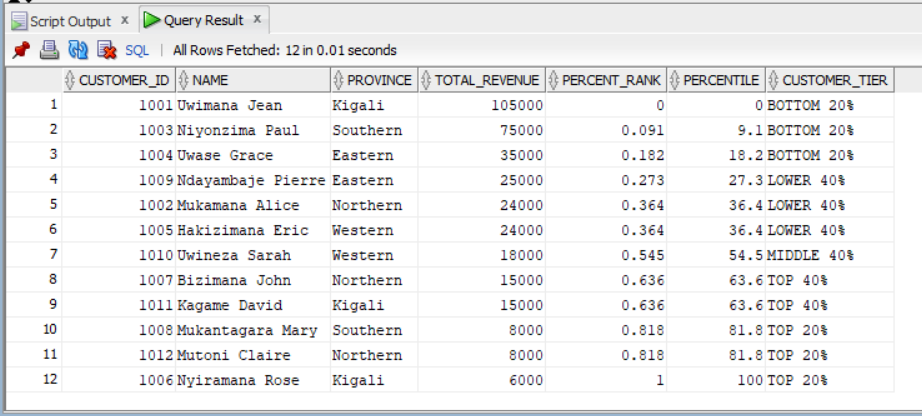 Script Output x Query Result x
SQL | All Rows Fetched: 12 in 0.01 seconds
CUSTOMER_ID NAME PROVINCE TOTAL_REVENUE PERCENT_RANK PERCENTILE CUSTOMER_TIER
1 1001 Uwimana Jean Kigali 105000 0 0 BOTTOM 20%
2 1003 Niyonzima Paul Southern 75000 0.091 9.1 BOTTOM 20%
3 1004 Uwase Grace Eastern 35000 0.182 18.2 BOTTOM 20%
4 1009 Ndayambaje Pierre Eastern 25000 0.273 27.3 LOWER 40%
5 1002 Mukamana Alice Northern 24000 0.364 36.4 LOWER 40%
6 1005 Hakizimana Eric Western 24000 0.364 36.4 LOWER 40%
7 1010 Uwineza Sarah Western 18000 0.545 54.5 MIDDLE 40%
8 1007 Bizimana John Northern 15000 0.636 63.6 TOP 40%
9 1011 Kagame David Kigali 15000 0.636 63.6 TOP 40%
10 1008 Mukantagara Mary Southern 8000 0.818 81.8 TOP 20%
11 1012 Mutoni Claire Northern 8000 0.818 81.8 TOP 20%
12 1006 Nyiramana Rose Kigali 6000 1 100 TOP 20%